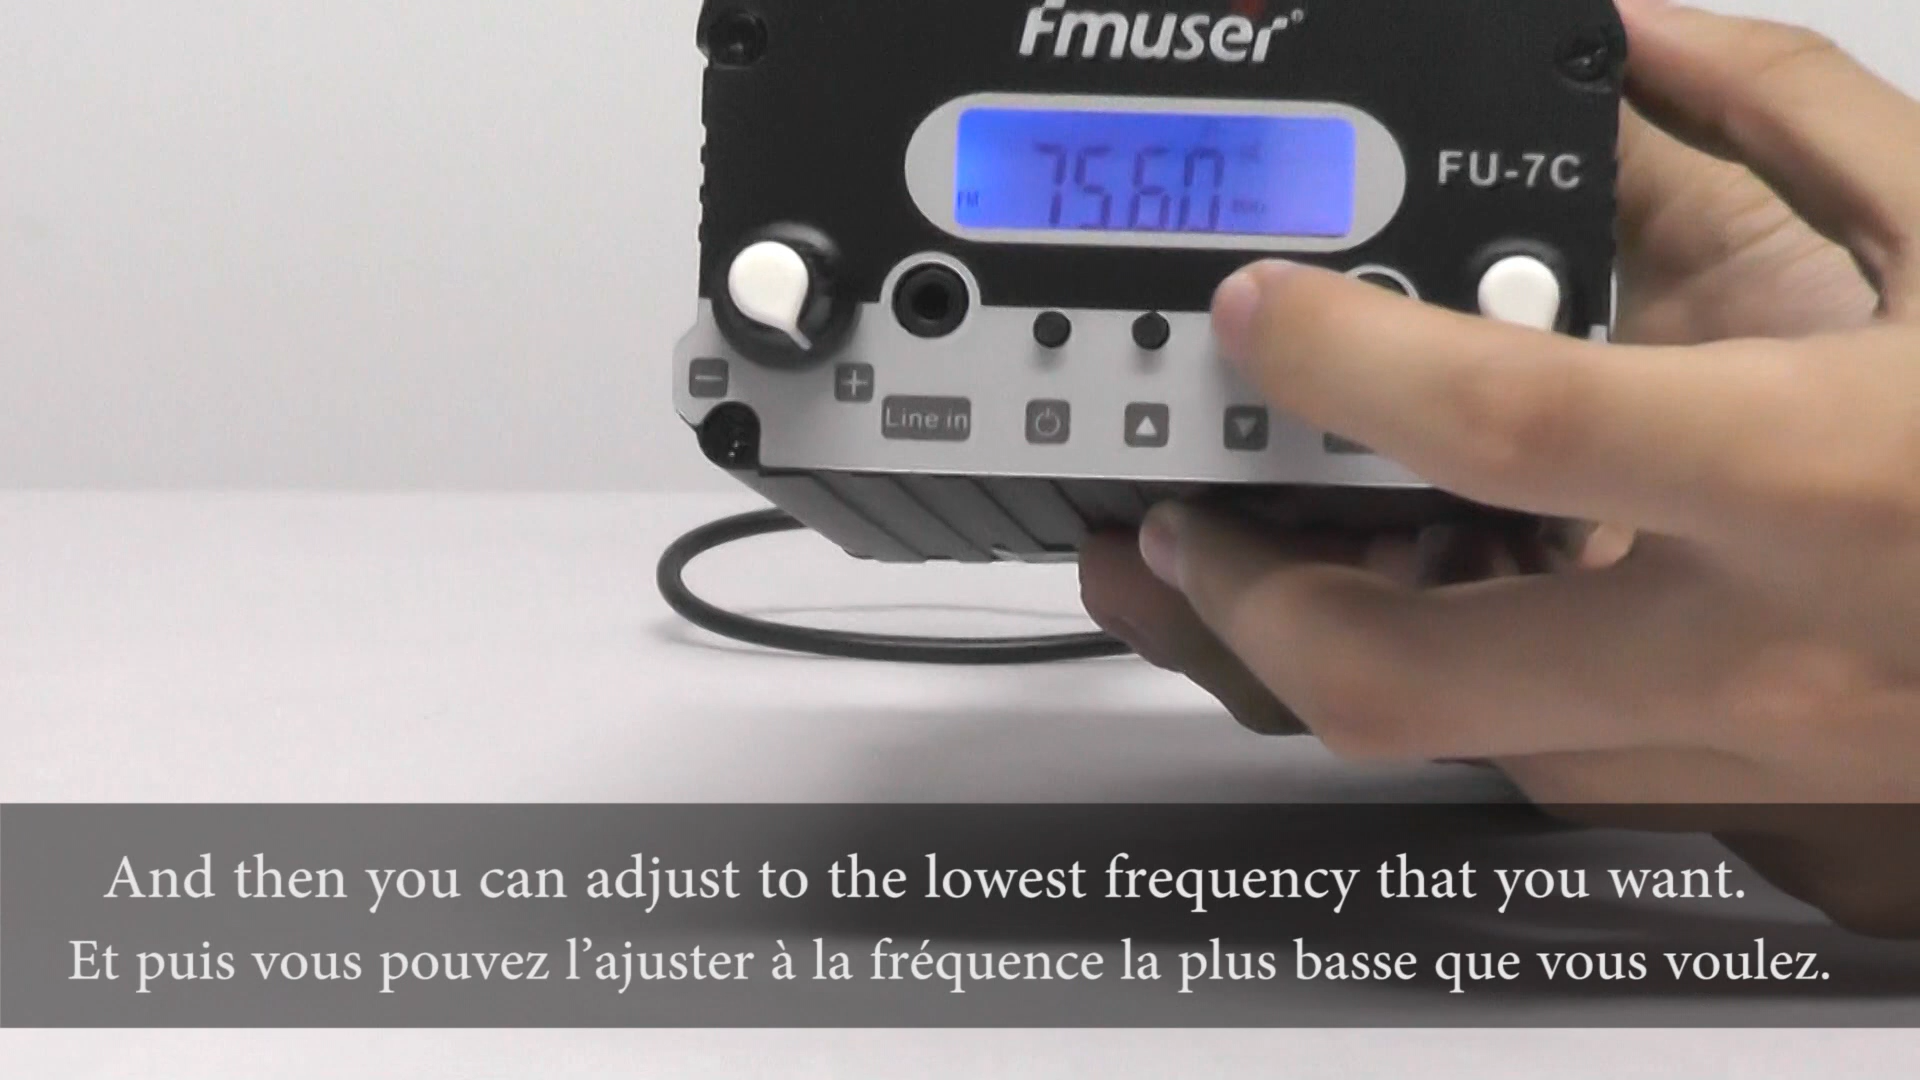 Fmuser®
75.60
FM
MHz
FU-7C
Line in
And then you can adjust to the lowest frequency that you want.
Et puis vous pouvez l’ajuster à la fréquence la plus basse que vous voulez.